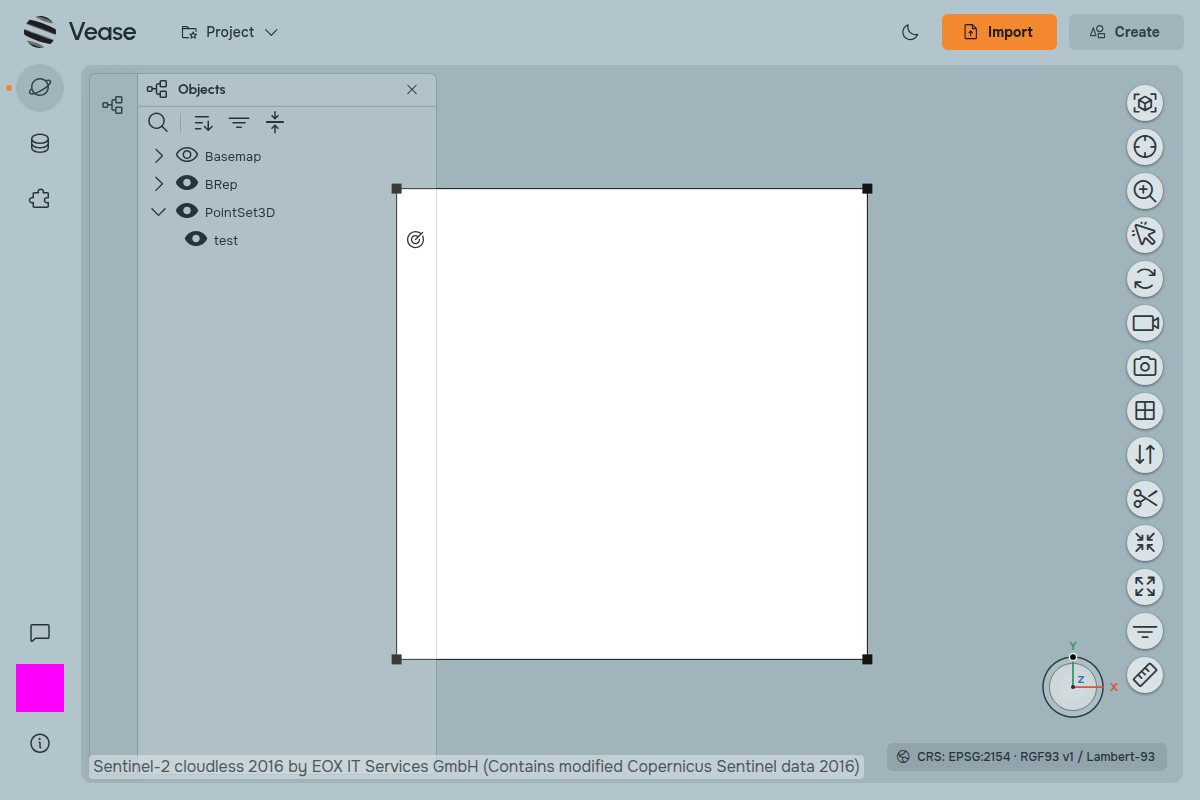 Vease
Project
Import
Create
Objects
Basemap
BRep
PointSet3D
test
Y
Z
X
CRS: EPSG:2154 · RGF93 v1 / Lambert-93
Sentinel-2 cloudless 2016 by EOX IT Services GmbH (Contains modified Copernicus Sentinel data 2016)